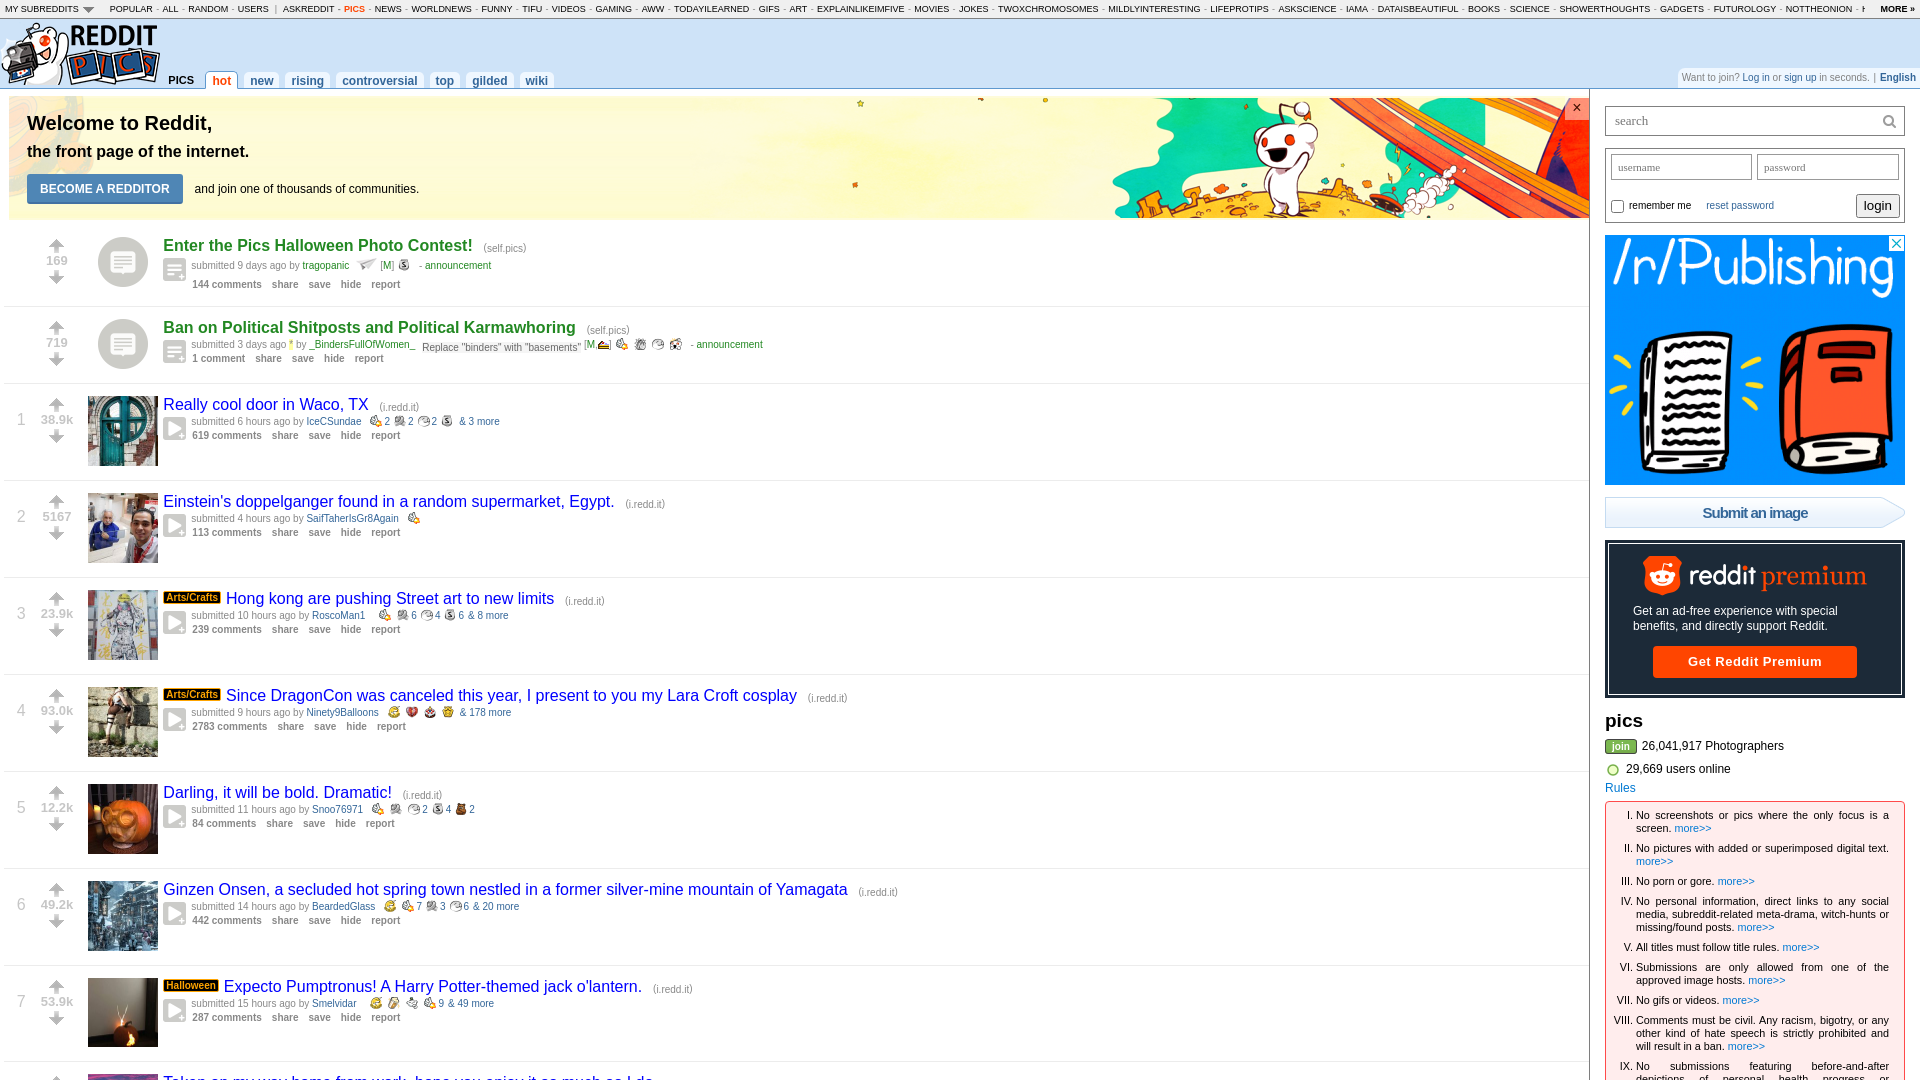 MY SUBREDDITS POPULAR - ALL - RANDOM - USERS | ASKREDDIT - PICS - NEWS - WORLDNEWS - FUNNY - TIFU - VIDEOS - GAMING - AWW - TODAYILEARNED - GIFS - ART - EXPLAINLIKEIMFIVE - MOVIES - JOKES - TWOXCHROMOSOMES - MILDLYINTERESTING - LIFEPROTIPS - ASKSCIENCE - IAMA - DATAISBEAUTIFUL - BOOKS - SCIENCE - SHOWERTHOUGHTS - GADGETS - FUTUROLOGY - NOTTHEONION - MORE »
REDDIT
PICS
PICS hot new rising controversial top gilded wiki
Want to join? Log in or sign up in seconds. | English
Welcome to Reddit,
the front page of the internet.
BECOME A REDDITOR and join one of thousands of communities.
×
169
Enter the Pics Halloween Photo Contest! (self.pics)
submitted 9 days ago by tragopanic [M] - announcement
144 comments share save hide report
719
Ban on Political Shitposts and Political Karmawhoring (self.pics)
submitted 3 days ago * by _BindersFullOfWomen_ Replace "binders" with "basements" [M, ] - announcement
1 comment share save hide report
1 38.9k
Really cool door in Waco, TX (i.redd.it)
submitted 6 hours ago by IceCSundae 2 2 2 & 3 more
619 comments share save hide report
2 5167
Einstein's doppelganger found in a random supermarket, Egypt. (i.redd.it)
submitted 4 hours ago by SaifTaherIsGr8Again
113 comments share save hide report
3 23.9k
Arts/Crafts Hong kong are pushing Street art to new limits (i.redd.it)
submitted 10 hours ago by RoscoMan1 6 4 6 & 8 more
239 comments share save hide report
4 93.0k
Arts/Crafts Since DragonCon was canceled this year, I present to you my Lara Croft cosplay (i.redd.it)
submitted 9 hours ago by Ninety9Balloons & 178 more
2783 comments share save hide report
5 12.2k
Darling, it will be bold. Dramatic! (i.redd.it)
submitted 11 hours ago by Snoo76971 2 4 2
84 comments share save hide report
6 49.2k
Ginzen Onsen, a secluded hot spring town nestled in a former silver-mine mountain of Yamagata (i.redd.it)
submitted 14 hours ago by BeardedGlass 7 3 6 & 20 more
442 comments share save hide report
7 53.9k
Halloween Expecto Pumptronus! A Harry Potter-themed jack o'lantern. (i.redd.it)
submitted 15 hours ago by Smelvidar 9 & 49 more
287 comments share save hide report
search
username password
remember me reset password login
/r/Publishing
Submit an image
reddit premium
Get an ad-free experience with special
benefits, and directly support Reddit.
Get Reddit Premium
pics
join 26,041,917 Photographers
29,669 users online
Rules
I. No screenshots or pics where the only focus is a
screen. more>>
II. No pictures with added or superimposed digital text.
more>>
III. No porn or gore. more>>
IV. No personal information, direct links to any social
media, subreddit-related meta-drama, witch-hunts or
missing/found posts. more>>
V. All titles must follow title rules. more>>
VI. Submissions are only allowed from one of the
approved image hosts. more>>
VII. No gifs or videos. more>>
VIII. Comments must be civil. Any racism, bigotry, or any
other kind of hate speech is strictly prohibited and
will result in a ban. more>>
IX. No submissions featuring before-and-after
depictions of personal health progress or